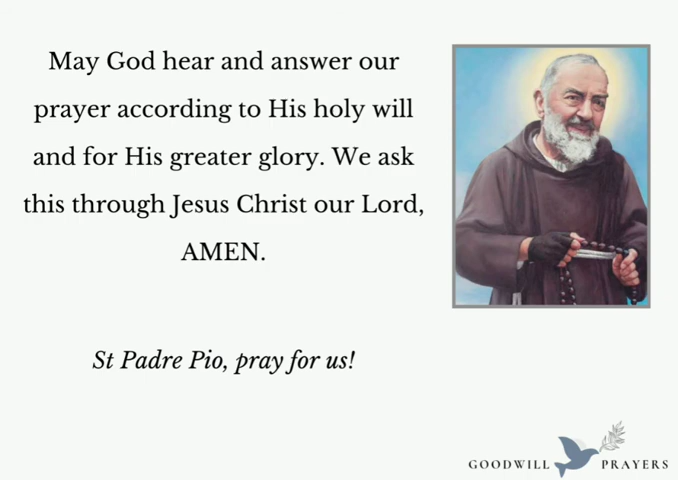 May God hear and answer our
prayer according to His holy will
and for His greater glory. We ask
this through Jesus Christ our Lord,
AMEN.
St Padre Pio, pray for us!
GOODWILL PRAYERS